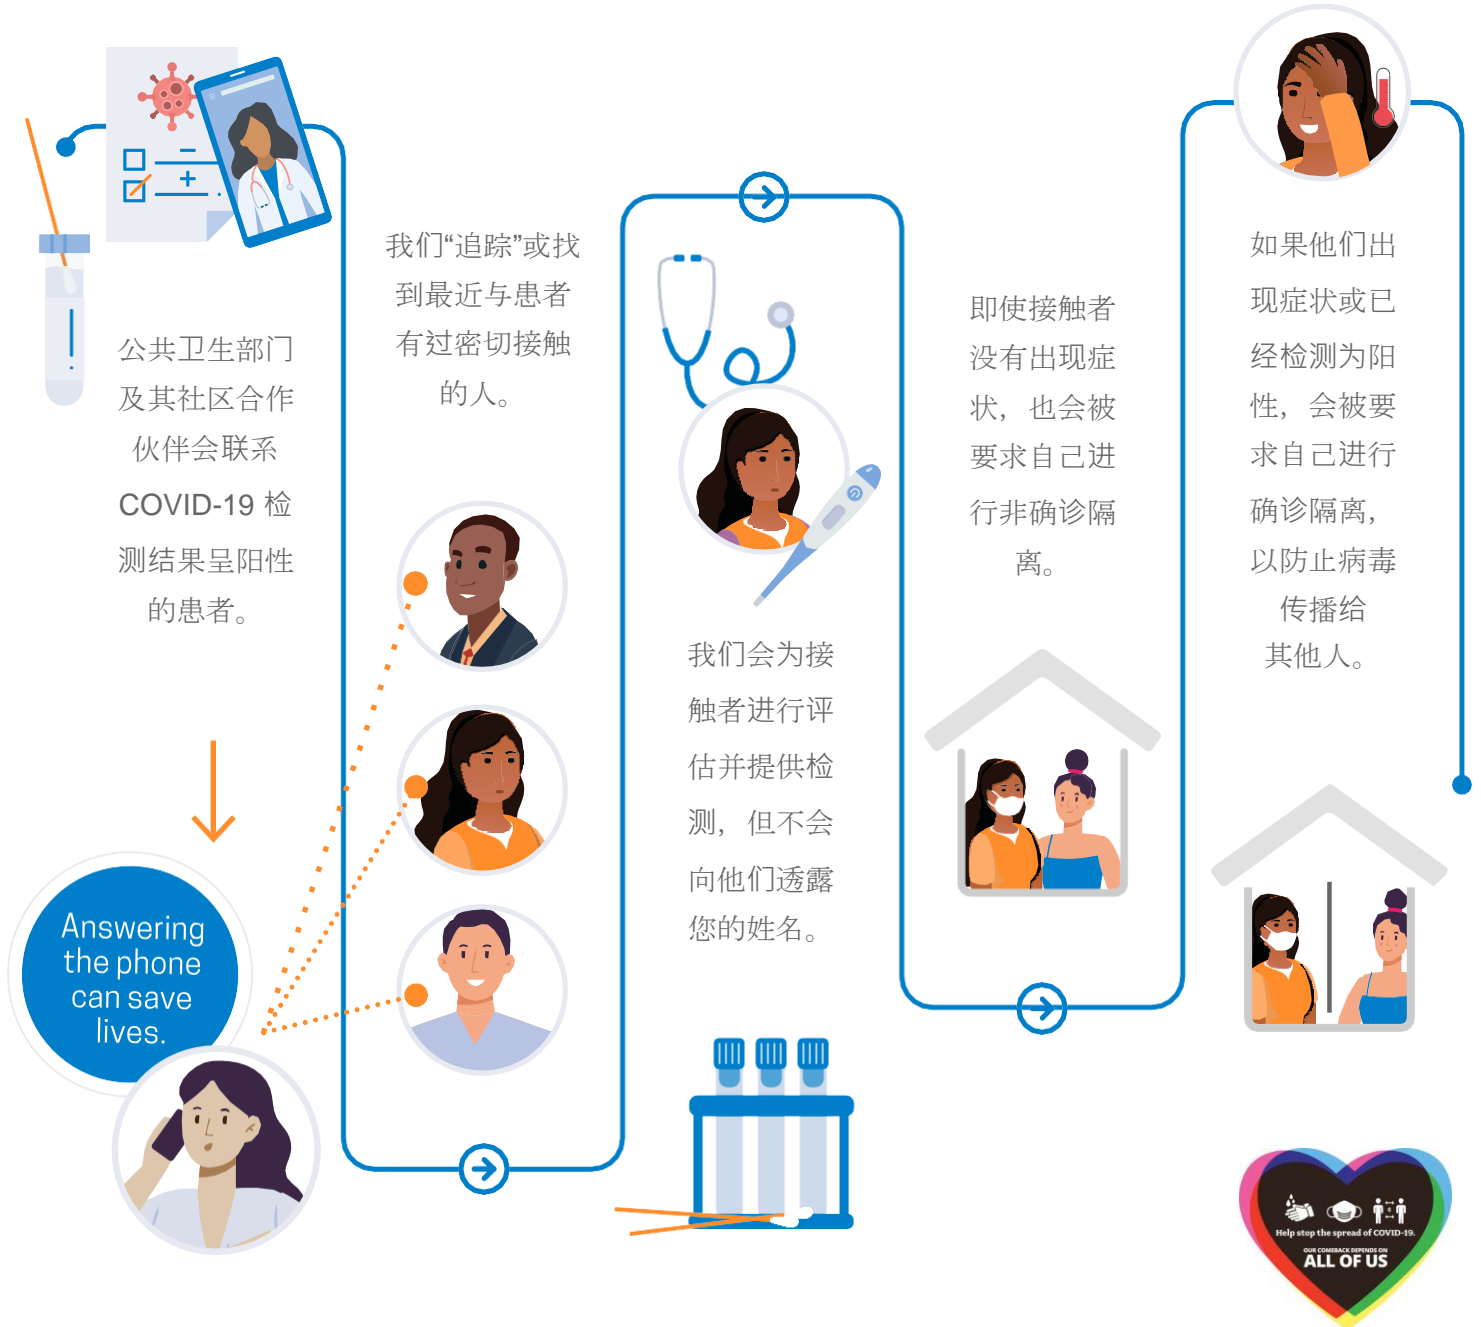 公共卫生部门
及其社区合作
伙伴会联系
COVID-19 检
测结果呈阳性
的患者。
Answering
the phone
can save
lives.
我们“追踪”或找
到最近与患者
有过密切接触
的人。
我们会为接
触者进行评
估并提供检
测，但不会
向他们透露
您的姓名。
即使接触者
没有出现症
状，也会被
要求自己进
行非确诊隔
离。
如果他们出
现症状或已
经检测为阳
性，会被要
求自己进行
确诊隔离，
以防止病毒
传播给
其他人。
Help stop the spread of COVID-19.
OUR COMEBACK DEPENDS ON
ALL OF US